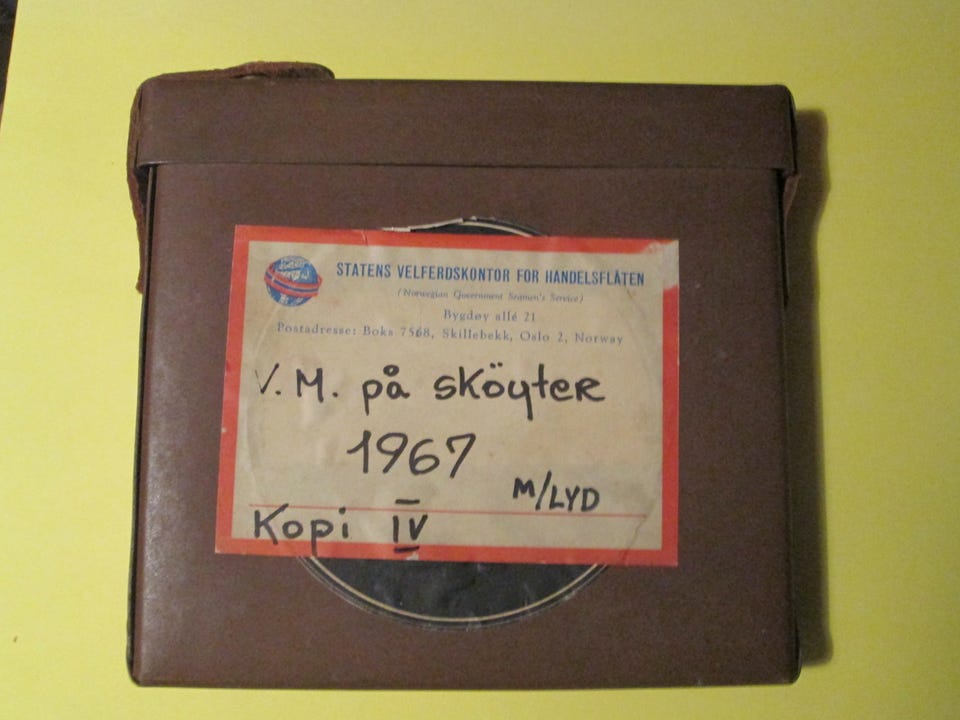 STATENS VELFERDSKONTOR FOR HANDELSFLÅTEN
(Norwegian Government Seamen's Service)
Bygdøy allé 21
Postadresse: Boks 7568, Skillebekk, Oslo 2, Norway
V.M. på sköyter
1967
M/LYD
Kopi IV